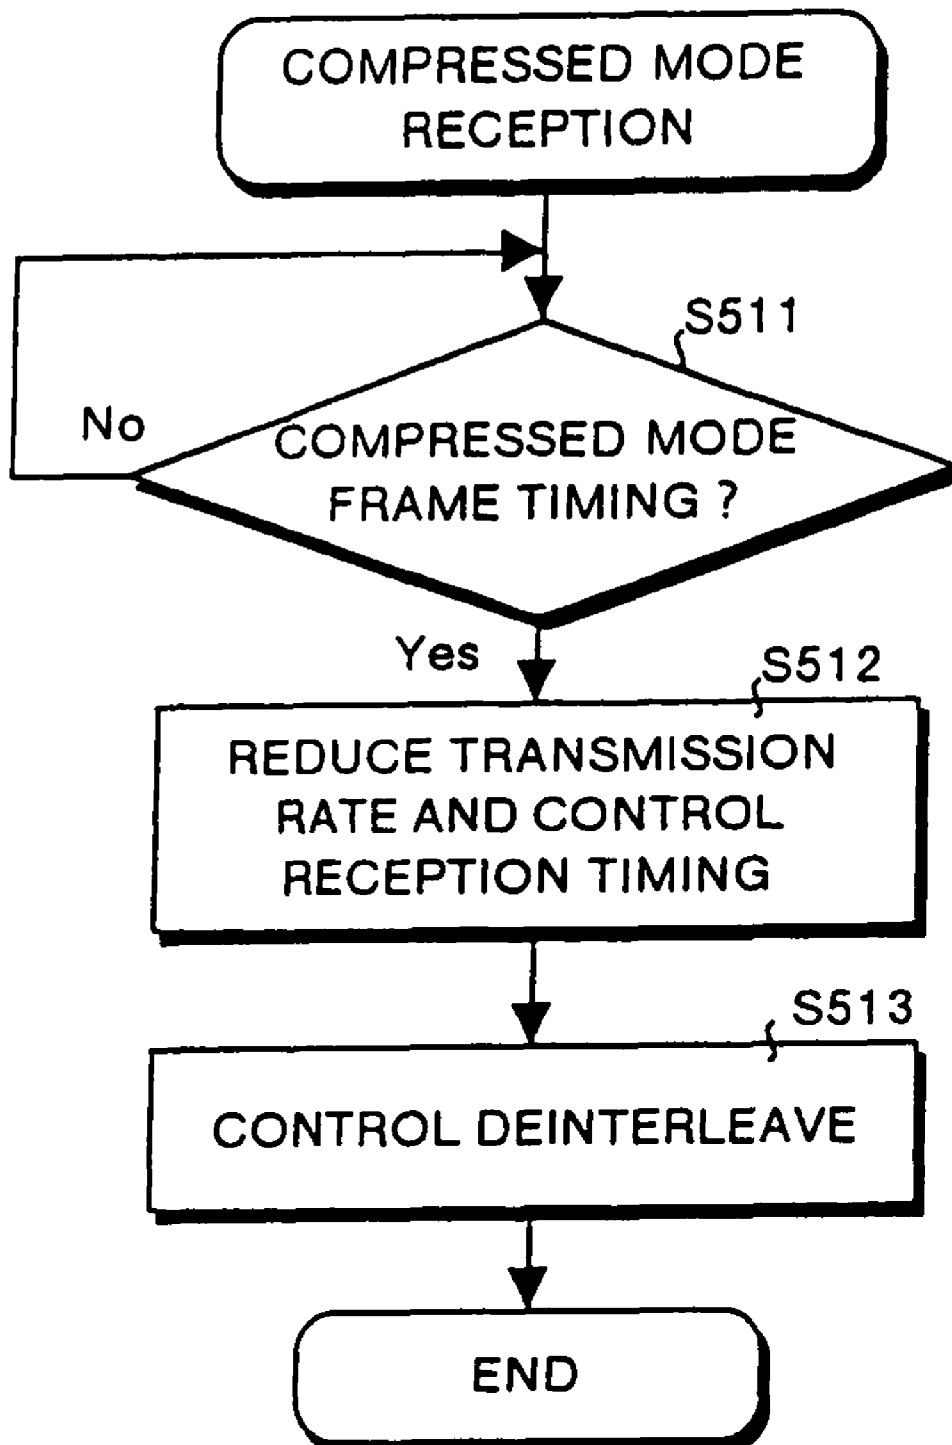 COMPRESSED MODE
RECEPTION
S511
No
COMPRESSED MODE
FRAME TIMING ?
Yes
S512
REDUCE TRANSMISSION
RATE AND CONTROL
RECEPTION TIMING
S513
CONTROL DEINTERLEAVE
END